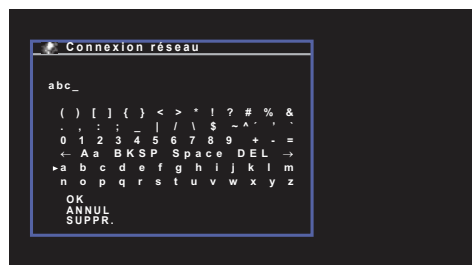 Connexion réseau
abc_
( ) [ ] { } < > * ! ? # % &
. , : ; _ | / \ $ ~ ^ ´ ' `
0 1 2 3 4 5 6 7 8 9 + - =
← Aa BKSP Space DEL →
▸a b c d e f g h i j k l m
n o p q r s t u v w x y z
OK
ANNUL
SUPPR.